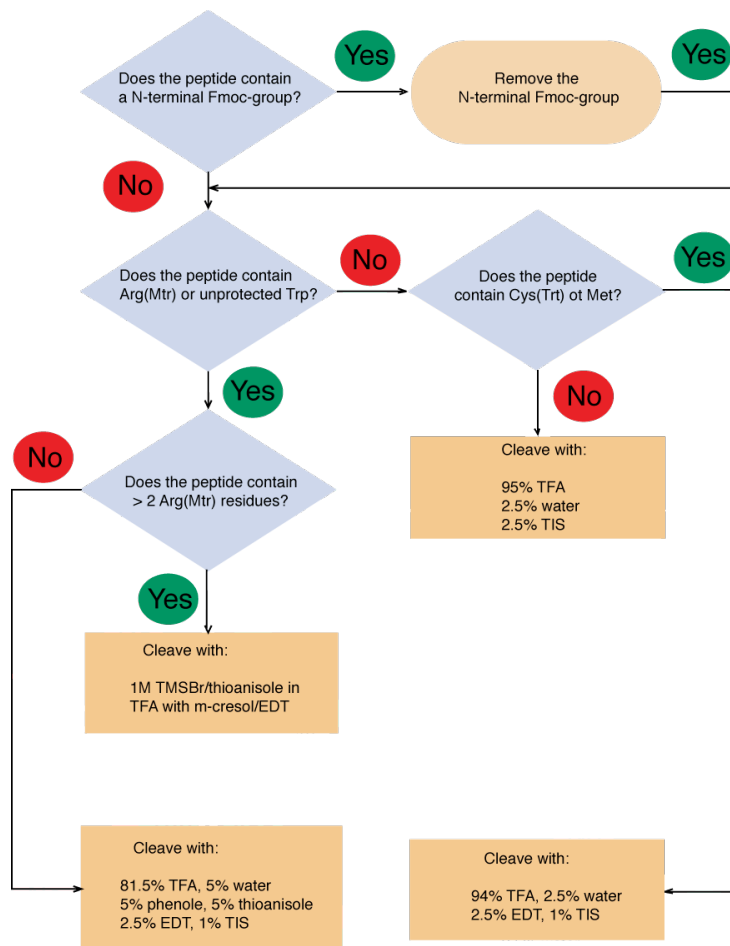 Does the peptide contain
a N-terminal Fmoc-group?
Yes
Remove the
N-terminal Fmoc-group
Yes
No
Does the peptide contain
Arg(Mtr) or unprotected Trp?
No
Does the peptide
contain Cys(Trt) ot Met?
Yes
Yes
No
No
Does the peptide contain
> 2 Arg(Mtr) residues?
Cleave with:
95% TFA
2.5% water
2.5% TIS
Yes
Cleave with:
1M TMSBr/thioanisole in
TFA with m-cresol/EDT
Cleave with:
81.5% TFA, 5% water
5% phenole, 5% thioanisole
2.5% EDT, 1% TIS
Cleave with:
94% TFA, 2.5% water
2.5% EDT, 1% TIS